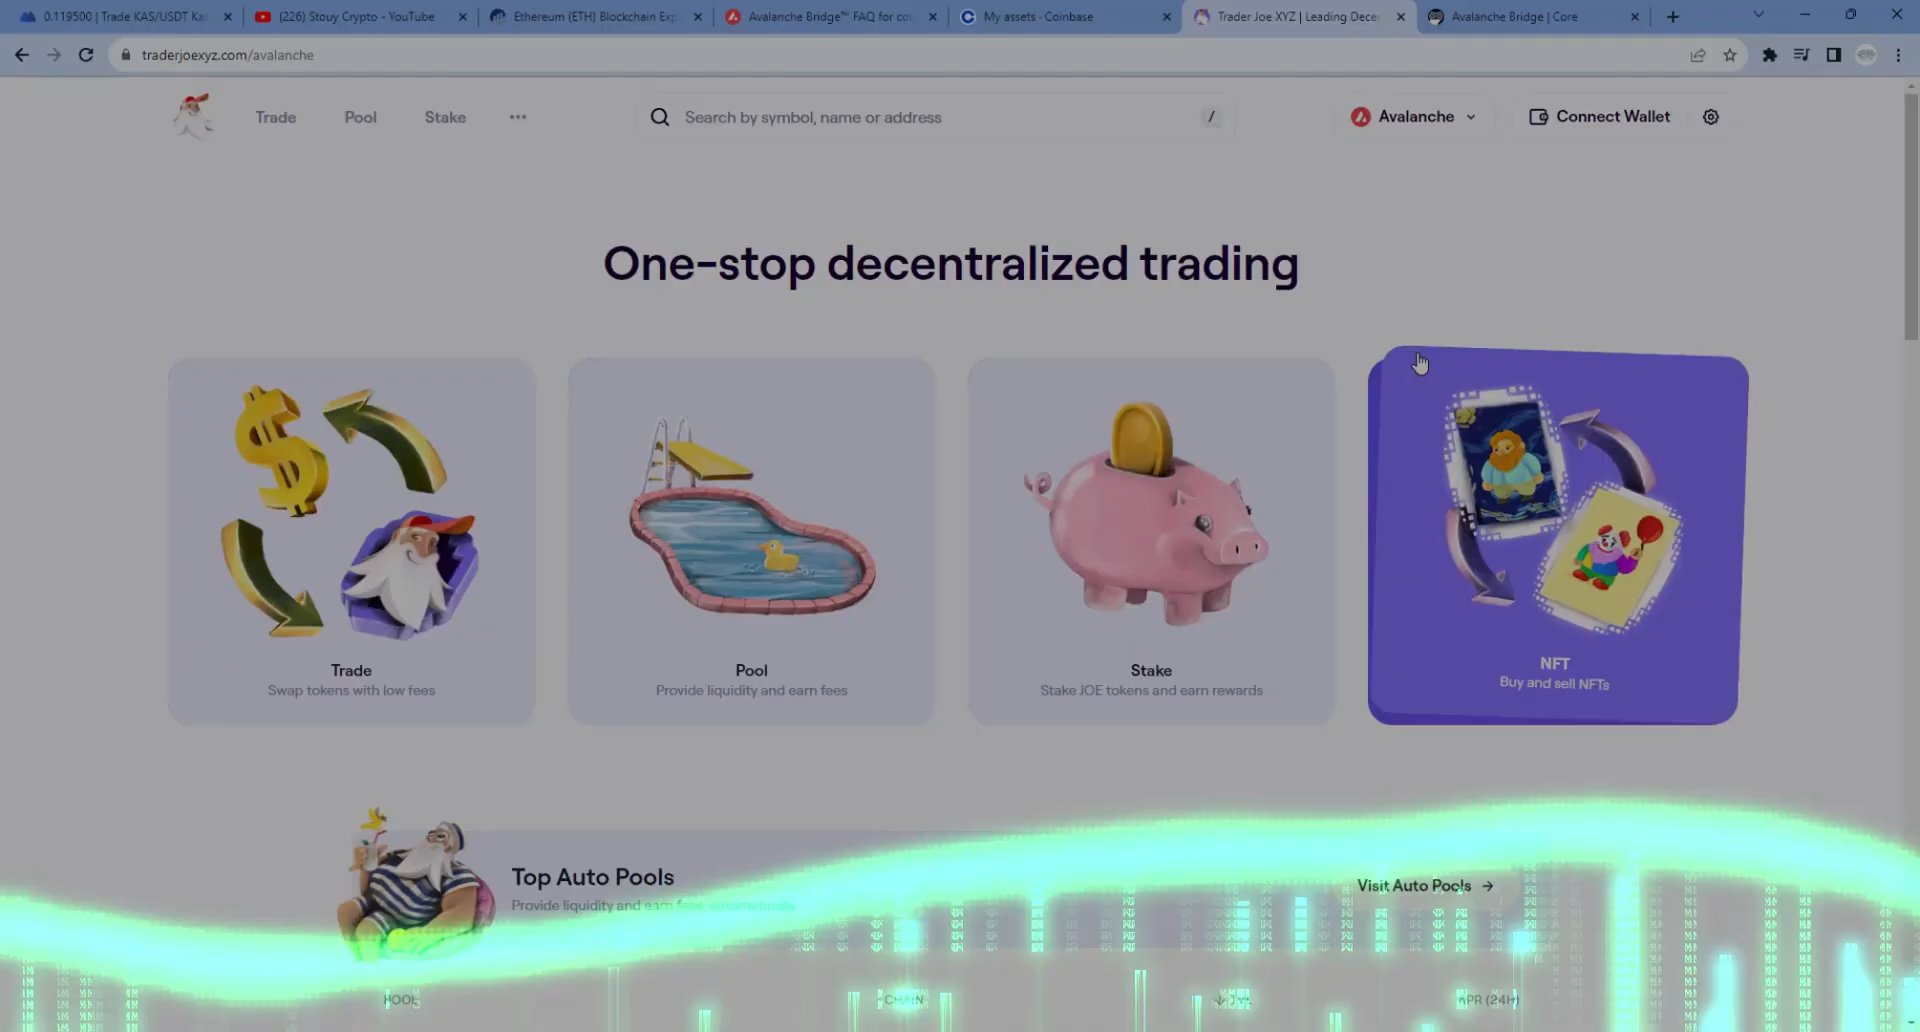 0.119500 | Trade KAS/USDT Kas
(226) Stouy Crypto - YouTube
Ethereum (ETH) Blockchain Exp
Avalanche Bridge™ FAQ for con
My assets - Coinbase
Trader Joe XYZ | Leading Dece
Avalanche Bridge | Core
traderjoexyz.com/avalanche
Trade
Pool
Stake
Search by symbol, name or address
/
Avalanche
Connect Wallet
One-stop decentralized trading
Trade
Swap tokens with low fees
Pool
Provide liquidity and earn fees
Stake
Stake JOE tokens and earn rewards
NFT
Buy and sell NFTs
Top Auto Pools
Provide liquidity and earn fees automatically
Visit Auto Pools →
POOL
CHAIN
TVL
APR (24H)